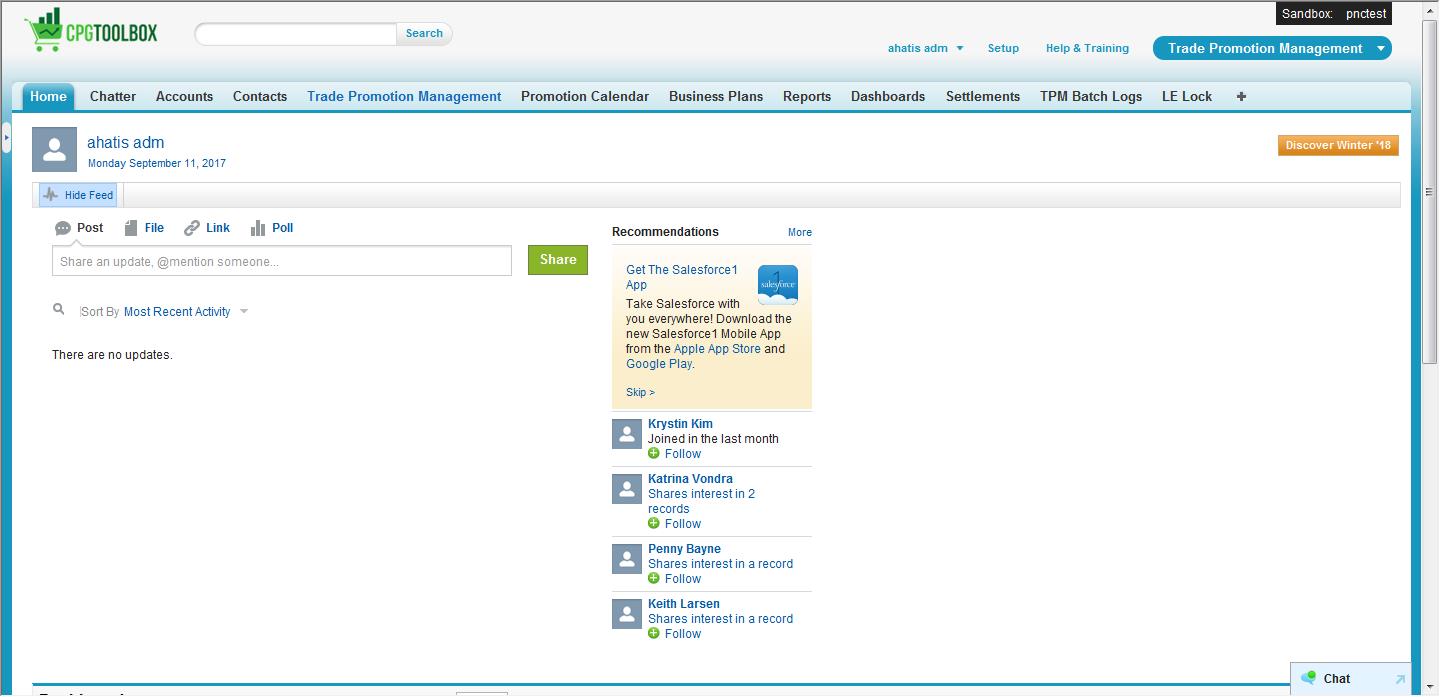 Sandbox: pnctest
CPGTOOLBOX
Search
ahatis adm
Setup
Help & Training
Trade Promotion Management
Home
Chatter
Accounts
Contacts
Trade Promotion Management
Promotion Calendar
Business Plans
Reports
Dashboards
Settlements
TPM Batch Logs
LE Lock
ahatis adm
Monday September 11, 2017
Discover Winter '18
Hide Feed
Post
File
Link
Poll
Share an update, @mention someone...
Share
Sort By Most Recent Activity
There are no updates.
Recommendations
More
Get The Salesforce1
App
1
salesforce
Take Salesforce with
you everywhere! Download the
new Salesforce1 Mobile App
from the Apple App Store and
Google Play.
Skip >
Krystin Kim
Joined in the last month
Follow
Katrina Vondra
Shares interest in 2
records
Follow
Penny Bayne
Shares interest in a record
Follow
Keith Larsen
Shares interest in a record
Follow
Chat